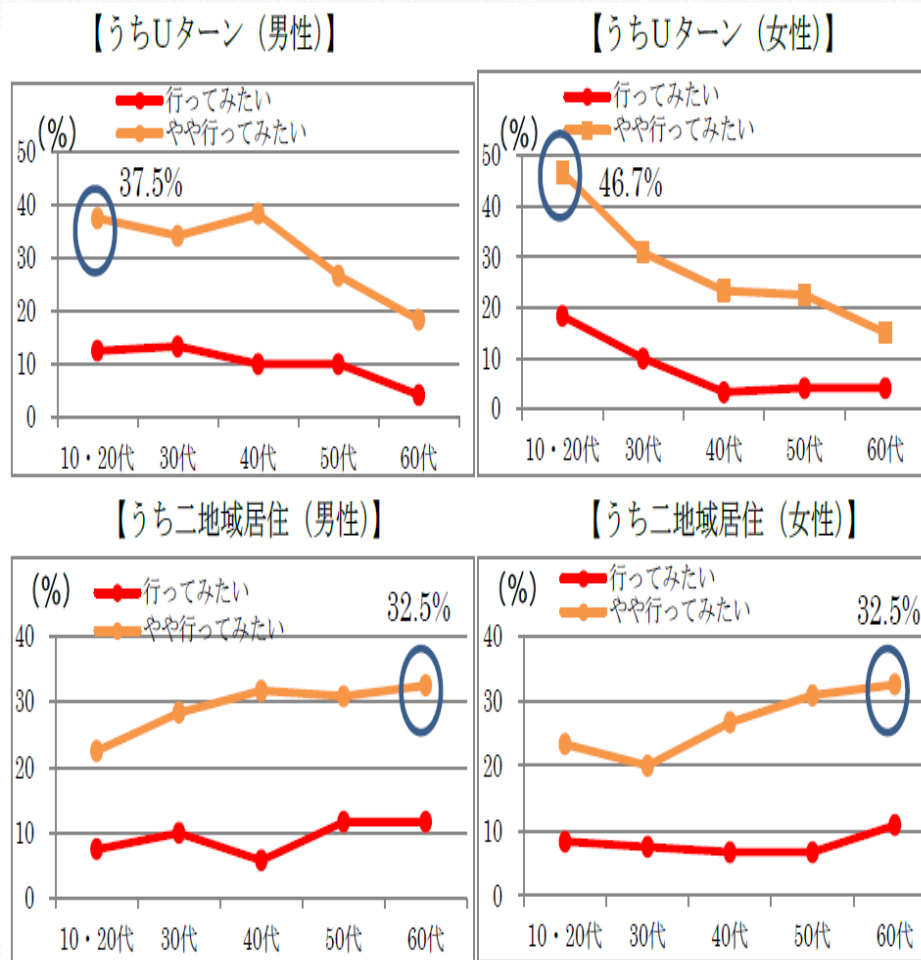 【うちUターン（男性）】
行ってみたい
やや行ってみたい
(%)
50
40
30
20
10
0
37.5%
10・20代 30代 40代 50代 60代
【うちUターン（女性）】
行ってみたい
やや行ってみたい
(%)
50
40
30
20
10
0
46.7%
10・20代 30代 40代 50代 60代
【うち二地域居住（男性）】
行ってみたい
やや行ってみたい
(%)
40
30
20
10
0
32.5%
10・20代 30代 40代 50代 60代
【うち二地域居住（女性）】
行ってみたい
やや行ってみたい
(%)
40
30
20
10
0
32.5%
10・20代 30代 40代 50代 60代